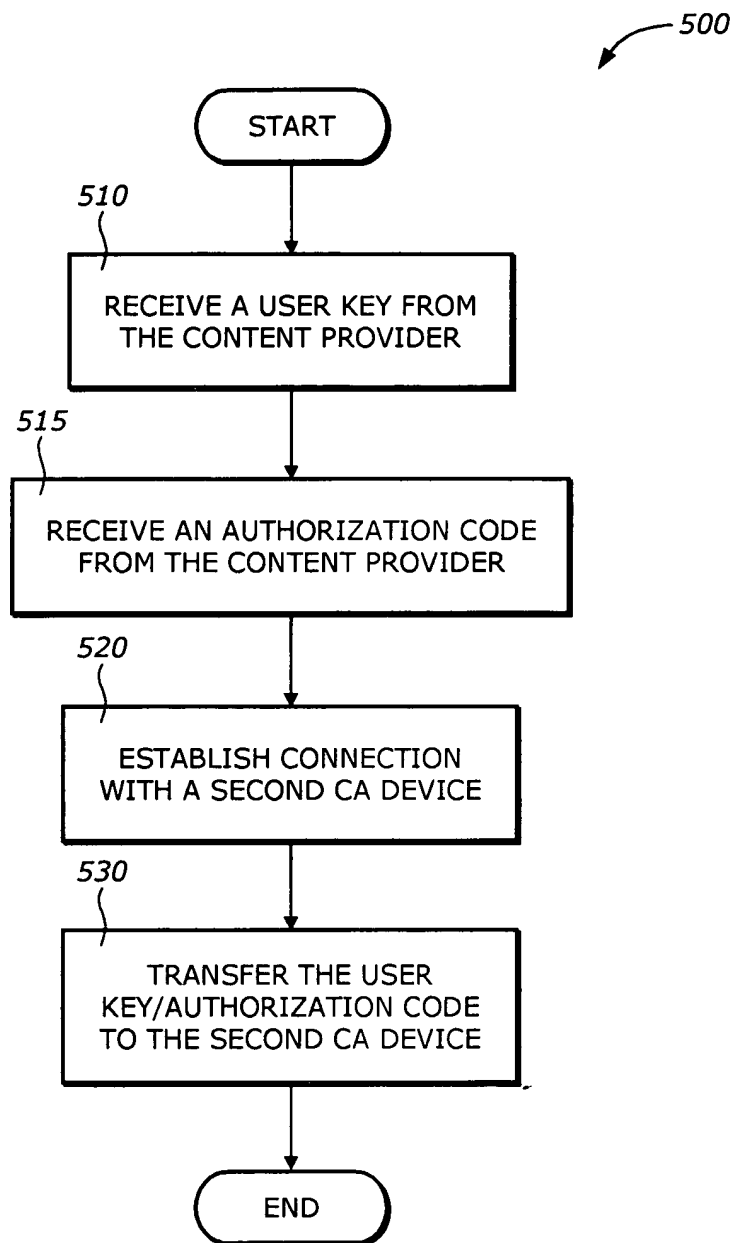 500
START
510
RECEIVE A USER KEY FROM
THE CONTENT PROVIDER
515
RECEIVE AN AUTHORIZATION CODE
FROM THE CONTENT PROVIDER
520
ESTABLISH CONNECTION
WITH A SECOND CA DEVICE
530
TRANSFER THE USER
KEY/AUTHORIZATION CODE
TO THE SECOND CA DEVICE
END